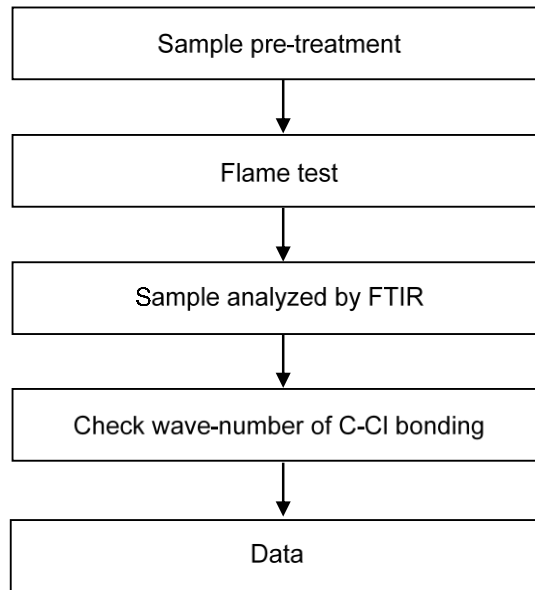 Sample pre-treatment
Flame test
Sample analyzed by FTIR
Check wave-number of C-Cl bonding
Data